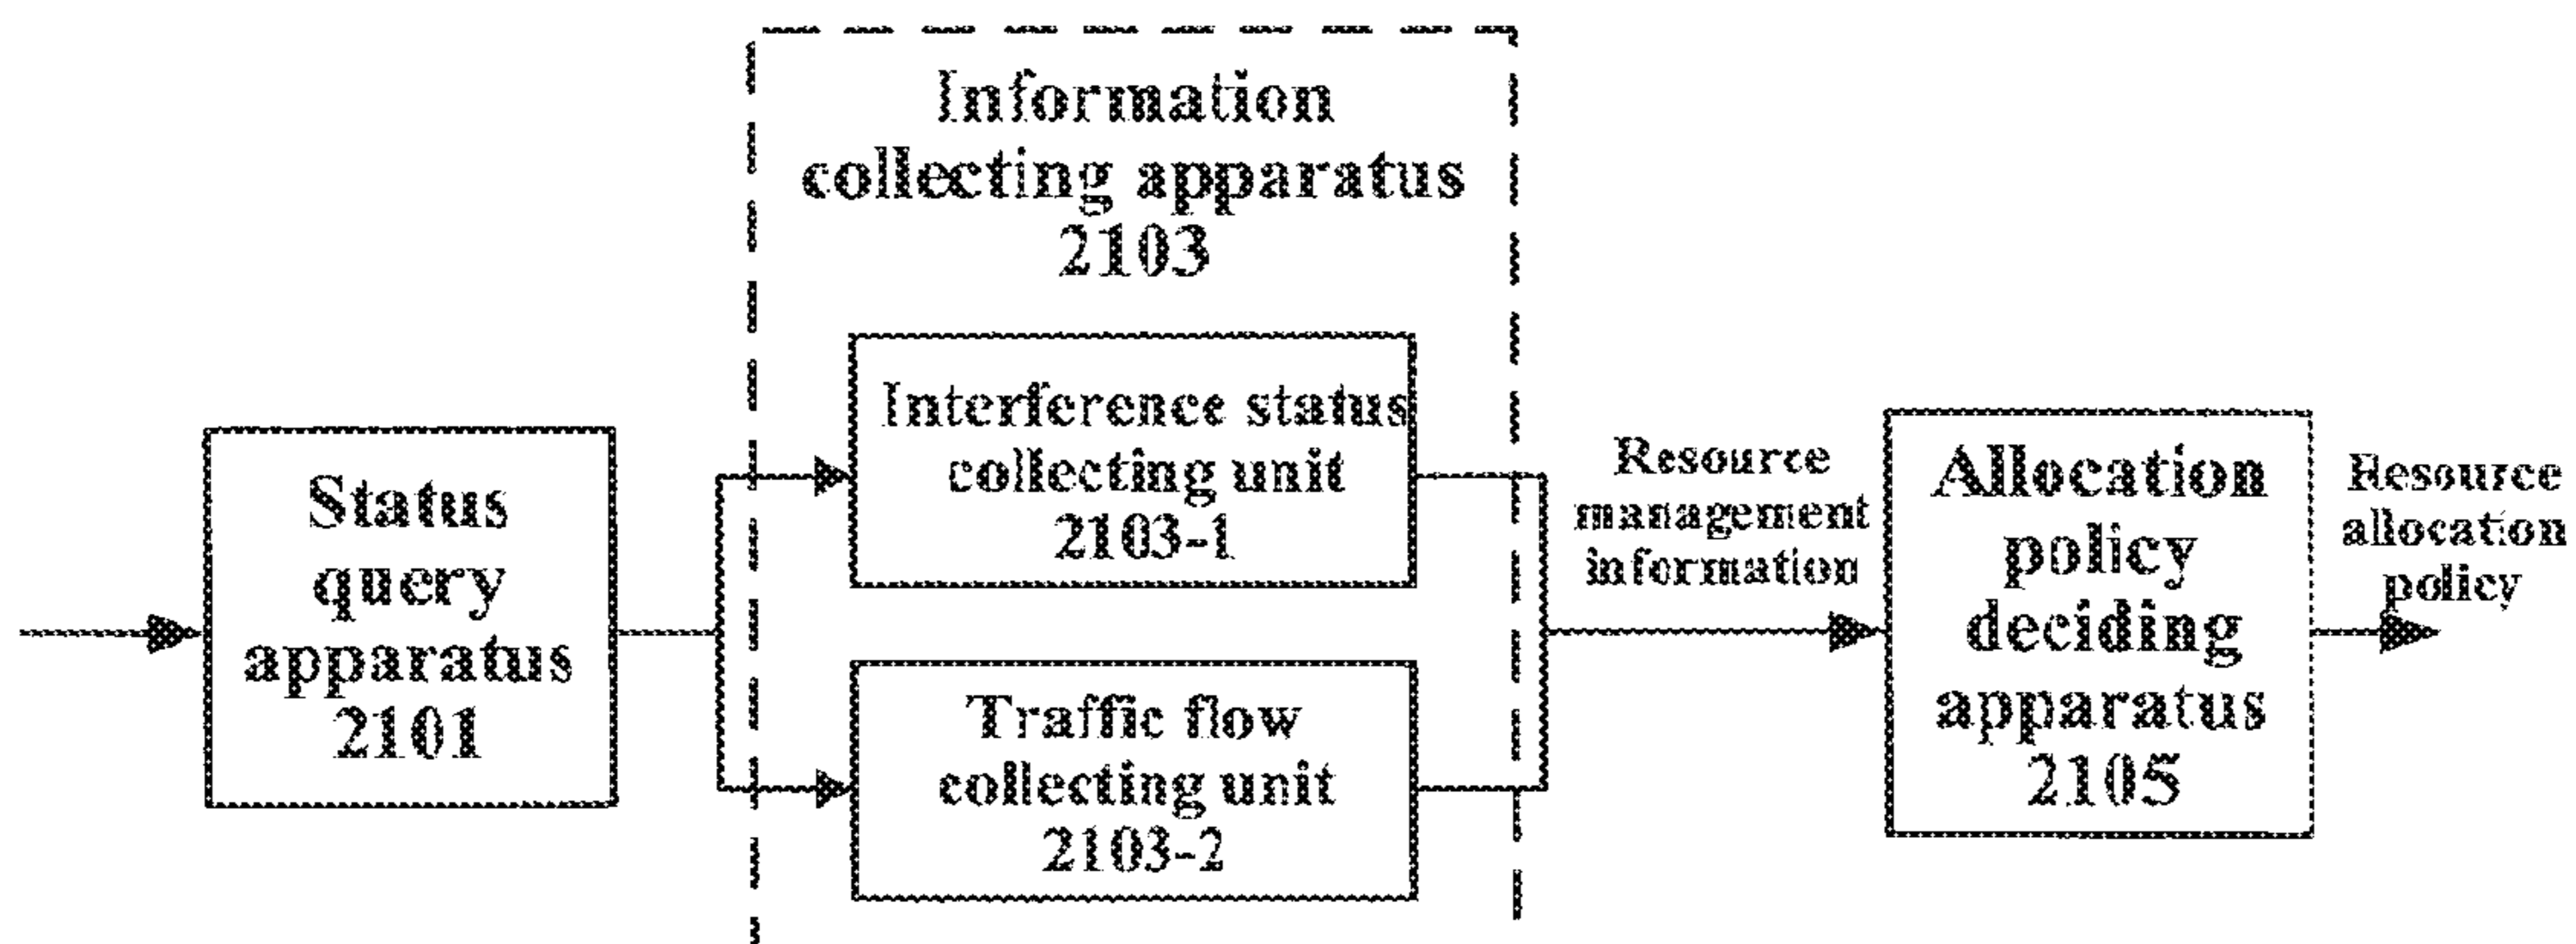 Information
collecting apparatus
2103
Status
query
apparatus
2101
Interference status
collecting unit
2103-1
Traffic flow
collecting unit
2103-2
Resource
management
information
Allocation
policy
deciding
apparatus
2105
Resource
allocation
policy